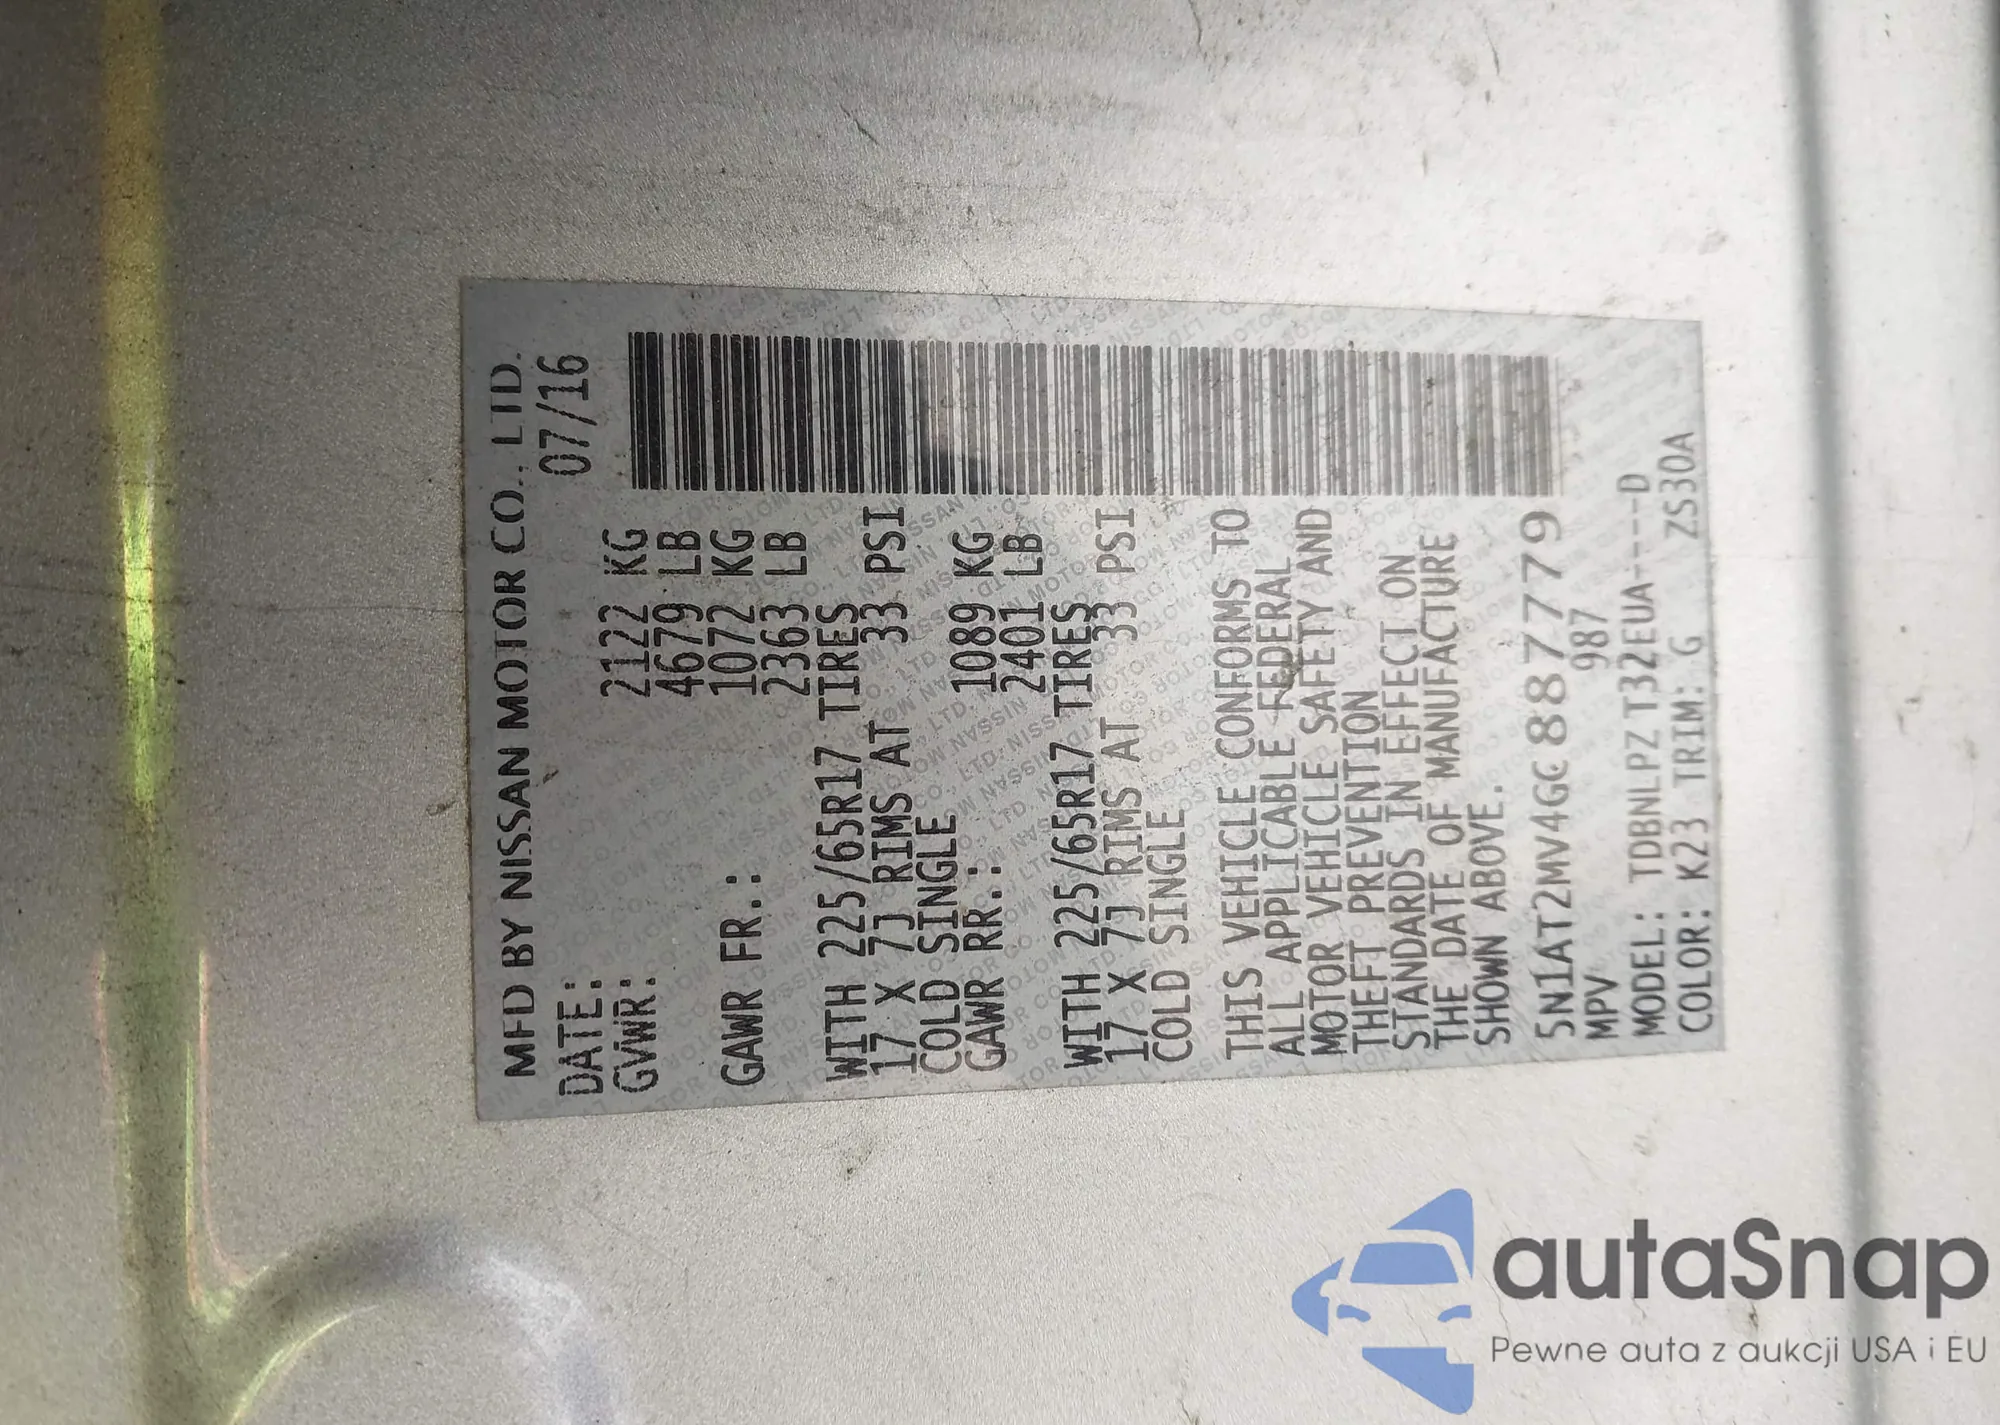 MFD BY NISSAN MOTOR CO., LTD.
DATE: 07/16
GVWR: 2122 KG
4679 LB
GAWR FR.: 1072 KG
2363 LB
WITH 225/65R17 TIRES
17 X 7J RIMS AT 33 PSI
COLD SINGLE
GAWR RR.: 1089 KG
2401 LB
WITH 225/65R17 TIRES
17 X 7J RIMS AT 33 PSI
COLD SINGLE
THIS VEHICLE CONFORMS TO
ALL APPLICABLE FEDERAL
MOTOR VEHICLE SAFETY AND
THEFT PREVENTION
STANDARDS IN EFFECT ON
THE DATE OF MANUFACTURE
SHOWN ABOVE.
5N1AT2MV4GC887779
MPV 987
MODEL: TDBNLPZ T32EUA----D
COLOR: K23 TRIM: G ZS30A
autaSnap
Pewne auta z aukcji USA i EU